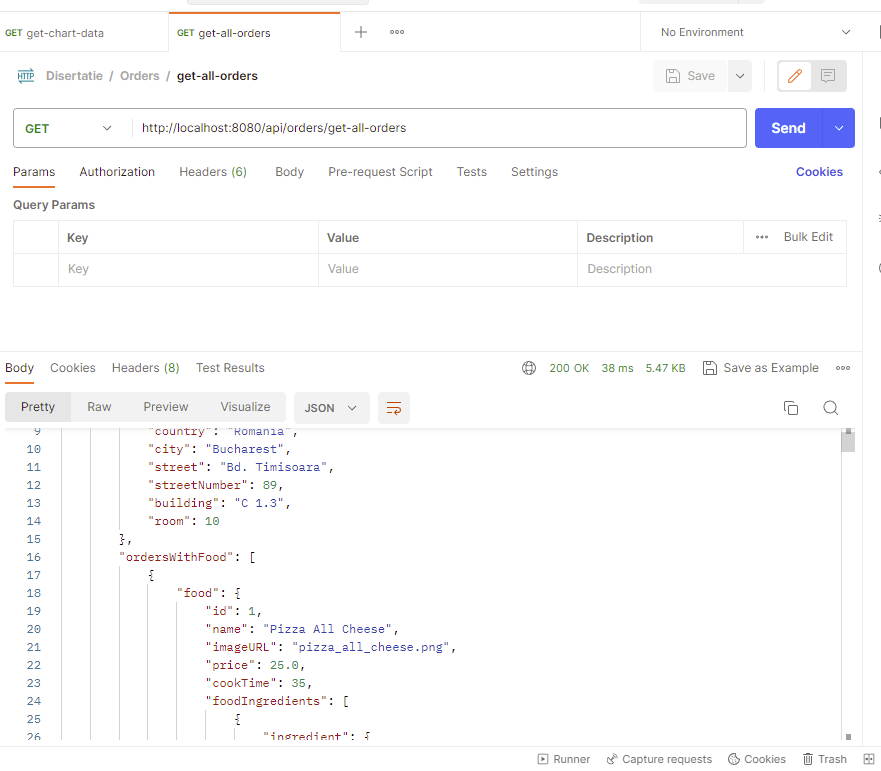 GET get-chart-data GET get-all-orders No Environment
HTTP Disertatie / Orders / get-all-orders Save
GET http://localhost:8080/api/orders/get-all-orders Send
Params Authorization Headers (6) Body Pre-request Script Tests Settings Cookies
Query Params
Key Value Description Bulk Edit
Key Value Description
Body Cookies Headers (8) Test Results 200 OK 38 ms 5.47 KB Save as Example
Pretty Raw Preview Visualize JSON
9 "country": "Romania",
10 "city": "Bucharest",
11 "street": "Bd. Timisoara",
12 "streetNumber": 89,
13 "building": "C 1.3",
14 "room": 10
15 },
16 "ordersWithFood": [
17 {
18 "food": {
19 "id": 1,
20 "name": "Pizza All Cheese",
21 "imageURL": "pizza_all_cheese.png",
22 "price": 25.0,
23 "cookTime": 35,
24 "foodIngredients": [
25 {
26 "ingredient": {
Runner Capture requests Cookies Trash